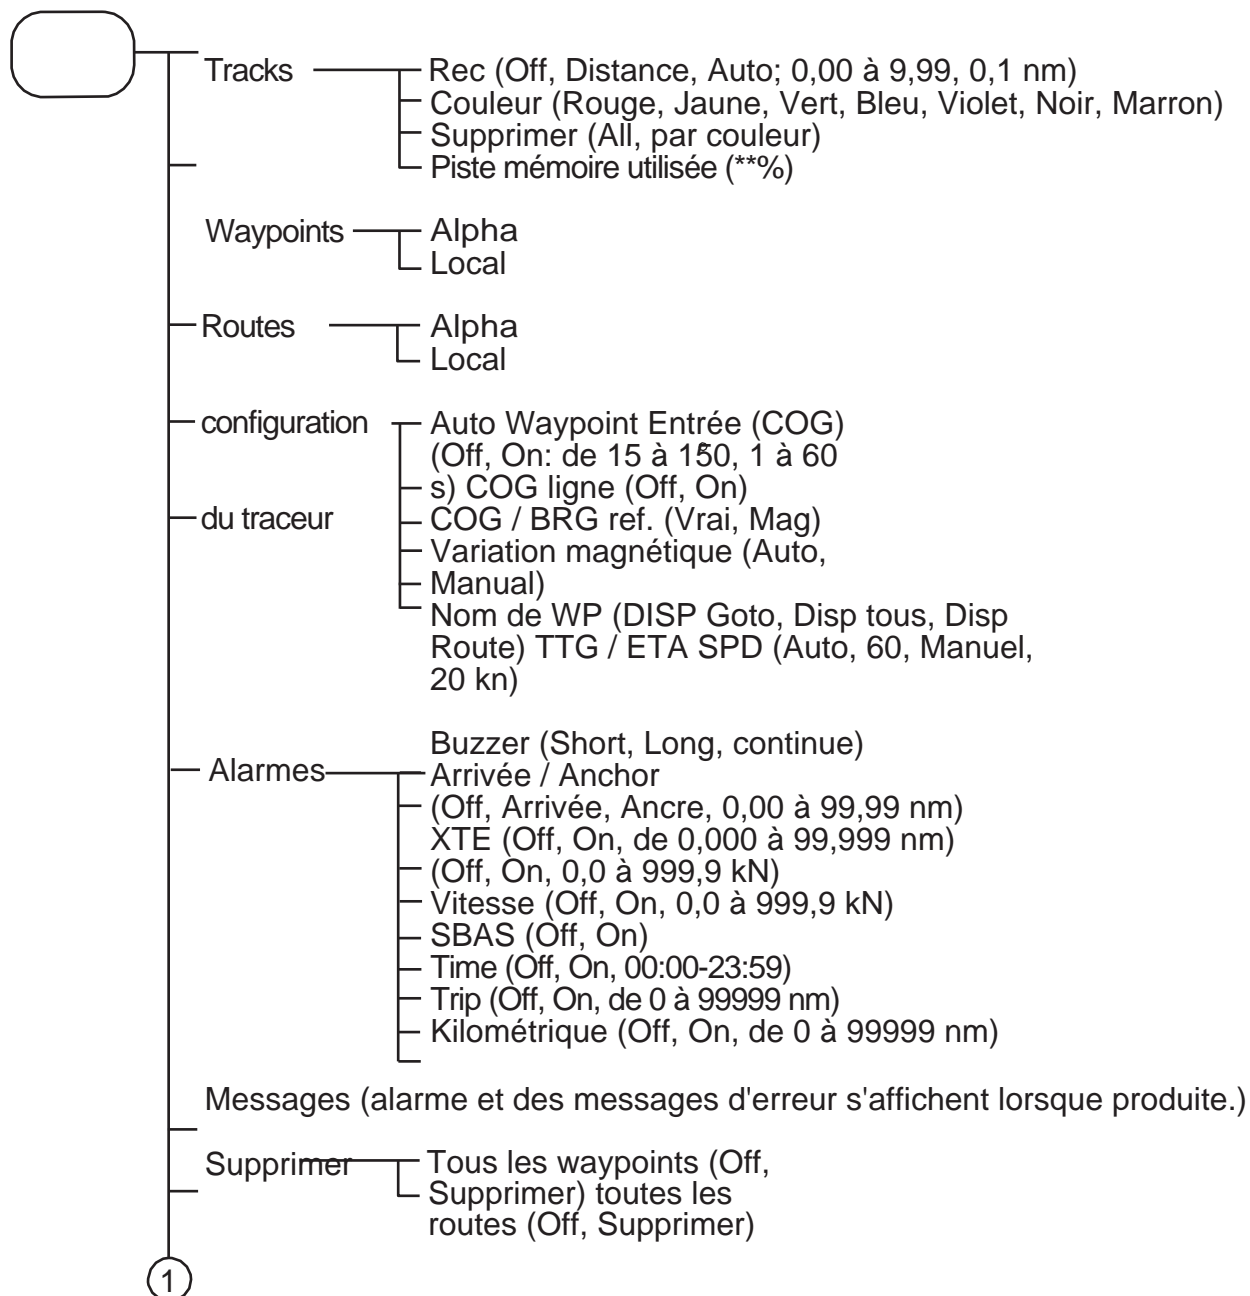 Tracks
Rec (Off, Distance, Auto; 0,00 à 9,99, 0,1 nm)
Couleur (Rouge, Jaune, Vert, Bleu, Violet, Noir, Marron)
Supprimer (All, par couleur)
Piste mémoire utilisée (**%)
Waypoints
Alpha
Local
Routes
Alpha
Local
configuration
du traceur
Auto Waypoint Entrée (COG)
(Off, On: de 15 à 150, 1 à 60
s) COG ligne (Off, On)
COG / BRG ref. (Vrai, Mag)
Variation magnétique (Auto,
Manual)
Nom de WP (DISP Goto, Disp tous, Disp
Route) TTG / ETA SPD (Auto, 60, Manuel,
20 kn)
Alarmes
Buzzer (Short, Long, continue)
Arrivée / Anchor
(Off, Arrivée, Ancre, 0,00 à 99,99 nm)
XTE (Off, On, de 0,000 à 99,999 nm)
(Off, On, 0,0 à 999,9 kN)
Vitesse (Off, On, 0,0 à 999,9 kN)
SBAS (Off, On)
Time (Off, On, 00:00-23:59)
Trip (Off, On, de 0 à 99999 nm)
Kilométrique (Off, On, de 0 à 99999 nm)
Messages (alarme et des messages d'erreur s'affichent lorsque produite.)
Supprimer
Tous les waypoints (Off,
Supprimer) toutes les
routes (Off, Supprimer)
1